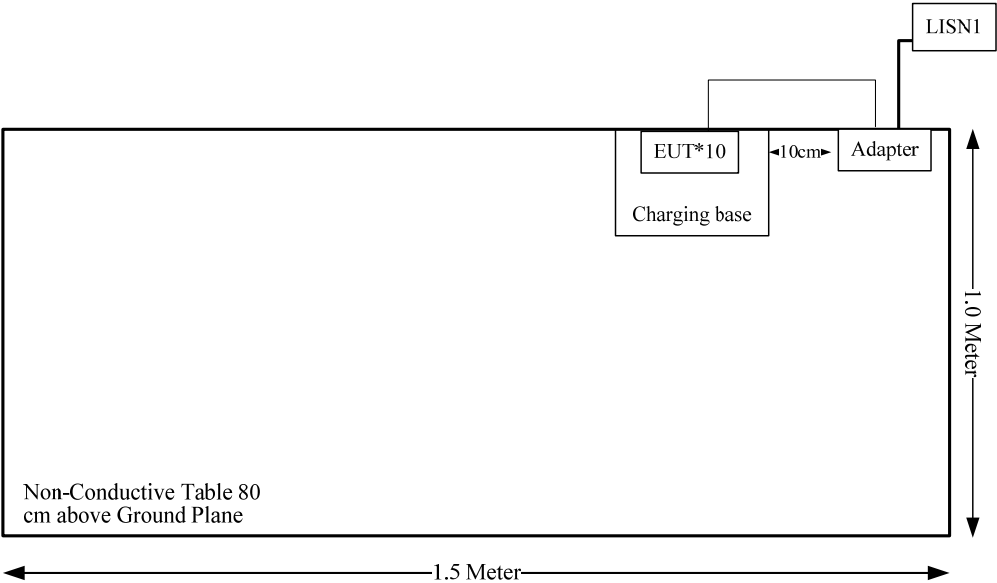 LISN1
EUT*10
10cm
Adapter
Charging base
1.0 Meter
Non-Conductive Table 80
cm above Ground Plane
1.5 Meter